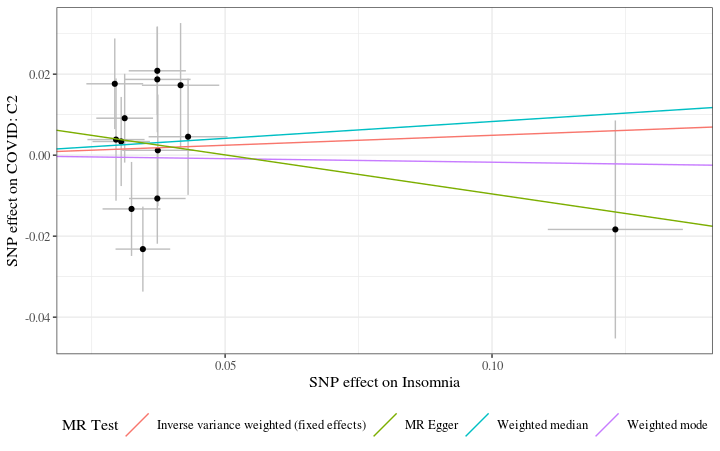 SNP effect on COVID: C2
0.02
0.00
-0.02
-0.04
0.05
0.10
SNP effect on Insomnia
MR Test
Inverse variance weighted (fixed effects)
MR Egger
Weighted median
Weighted mode